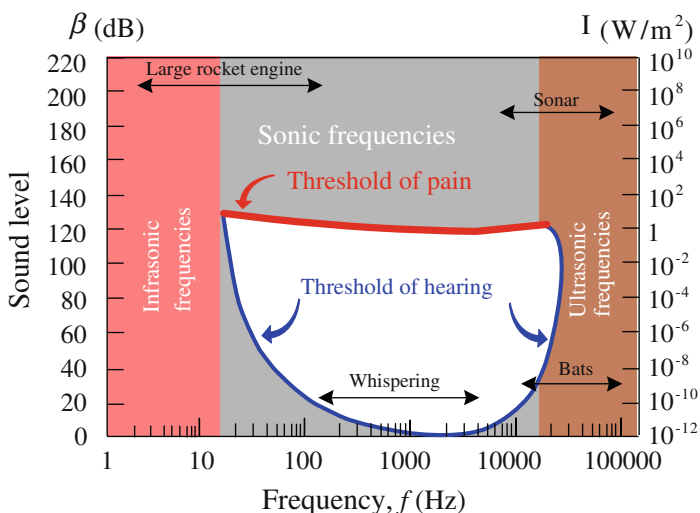 β (dB)
I (W/m²)
220
200
180
160
140
120
100
80
60
40
20
0
Sound level
10¹⁰
10⁸
10⁶
10⁴
10²
1
10⁻²
10⁻⁴
10⁻⁶
10⁻⁸
10⁻¹⁰
10⁻¹²
Large rocket engine
Sonar
Sonic frequencies
Threshold of pain
Infrasonic
frequencies
Threshold of hearing
Ultrasonic
frequencies
Whispering
Bats
1
10
100
1000
10000
100000
Frequency, f (Hz)